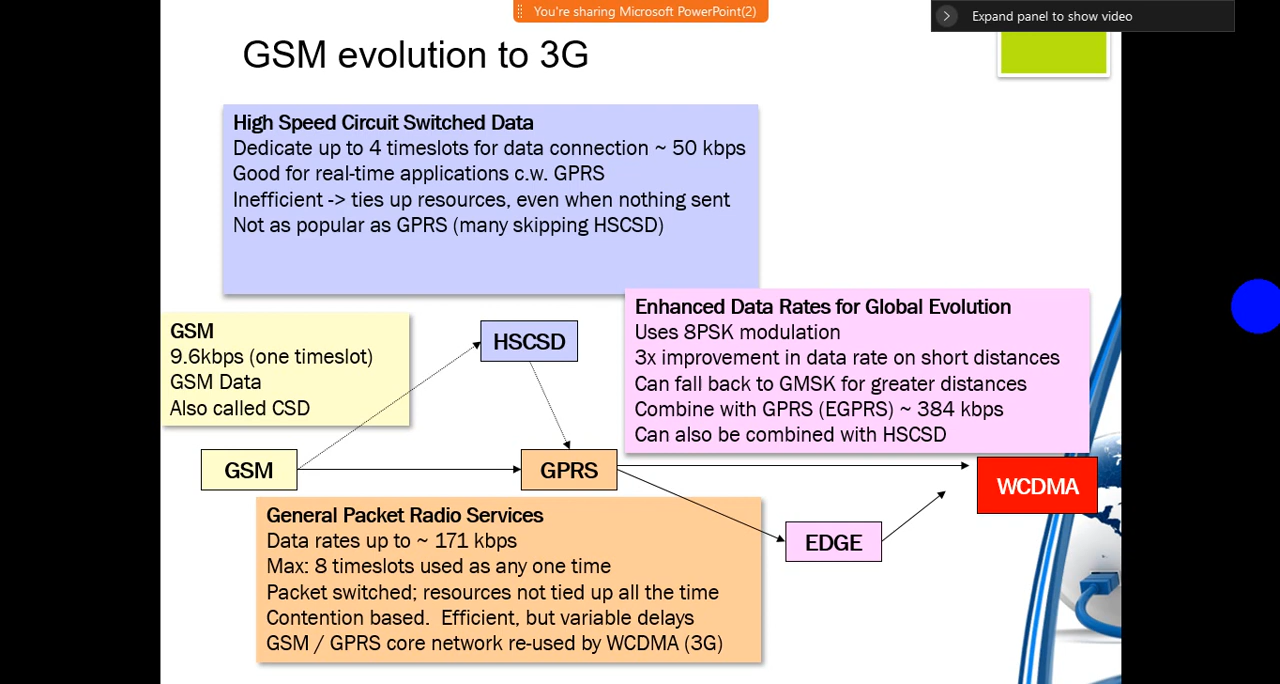 You're sharing Microsoft PowerPoint(2)
Expand panel to show video
GSM evolution to 3G
High Speed Circuit Switched Data
Dedicate up to 4 timeslots for data connection ~ 50 kbps
Good for real-time applications c.w. GPRS
Inefficient -> ties up resources, even when nothing sent
Not as popular as GPRS (many skipping HSCSD)
Enhanced Data Rates for Global Evolution
Uses 8PSK modulation
3x improvement in data rate on short distances
Can fall back to GMSK for greater distances
Combine with GPRS (EGPRS) ~ 384 kbps
Can also be combined with HSCSD
GSM
9.6kbps (one timeslot)
GSM Data
Also called CSD
HSCSD
GSM
GPRS
WCDMA
EDGE
General Packet Radio Services
Data rates up to ~ 171 kbps
Max: 8 timeslots used as any one time
Packet switched; resources not tied up all the time
Contention based.  Efficient, but variable delays
GSM / GPRS core network re-used by WCDMA (3G)